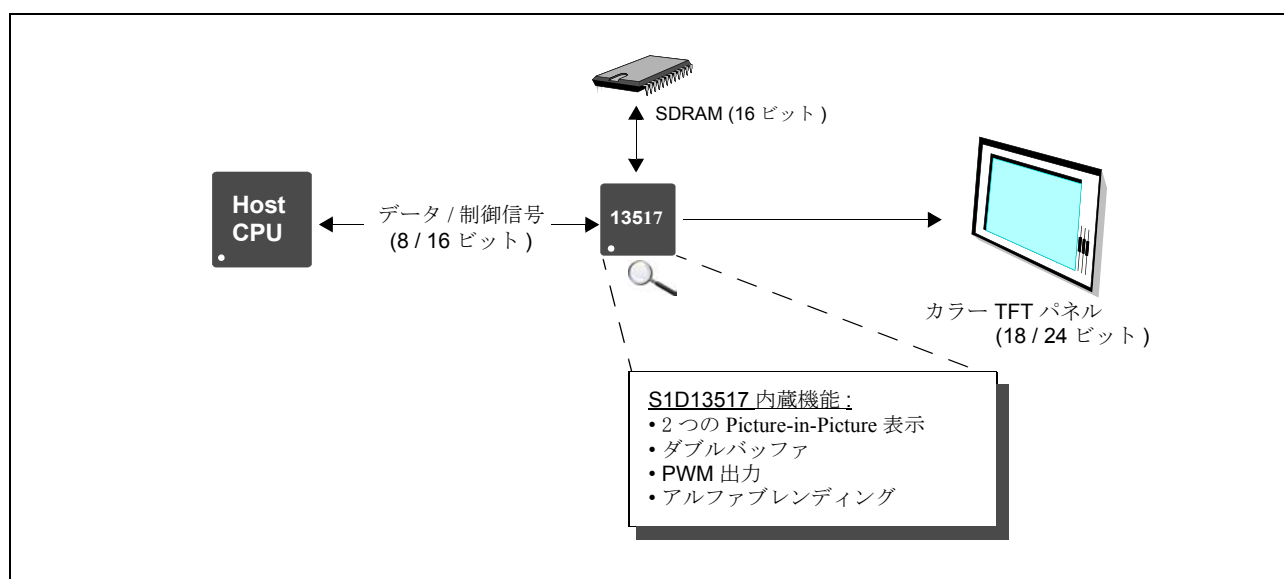 SDRAM (16 ビット )
Host
CPU
データ / 制御信号
(8 / 16 ビット )
13517
カラー TFT パネル
(18 / 24 ビット )
S1D13517 内蔵機能 :
• 2 つの Picture-in-Picture 表示
• ダブルバッファ
• PWM 出力
• アルファブレンディング